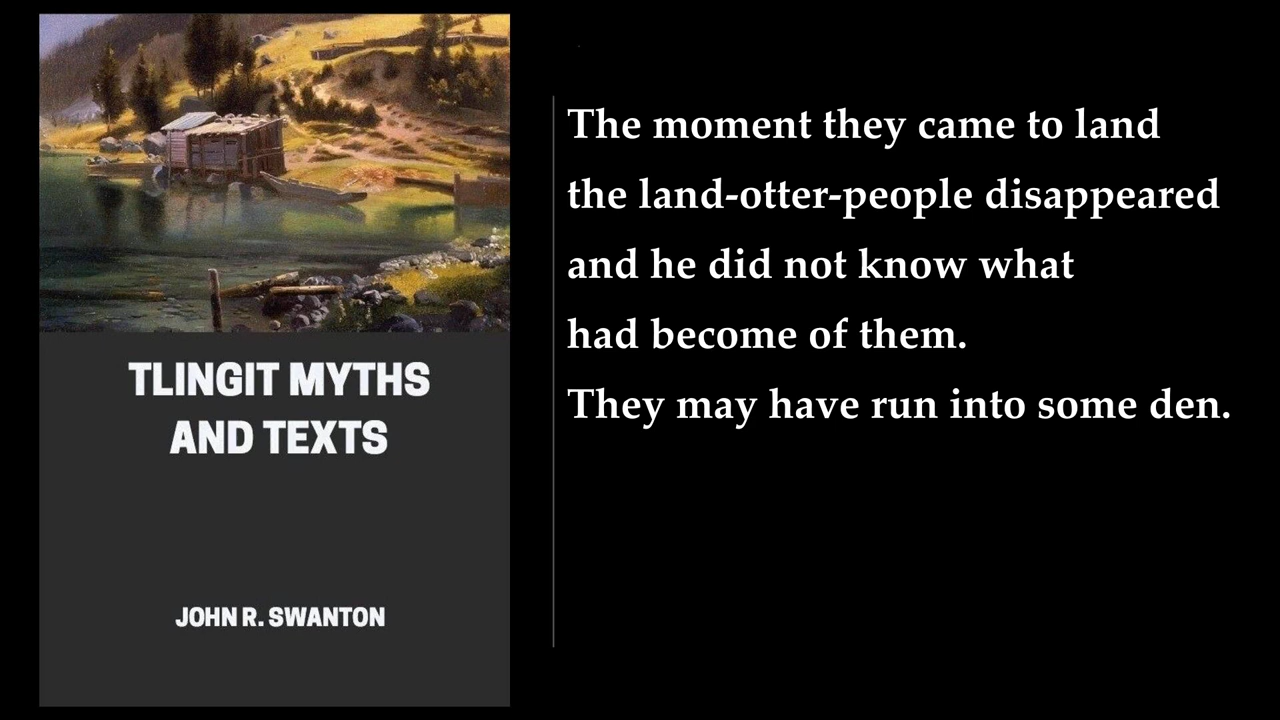 TLINGIT MYTHS
AND TEXTS
JOHN R. SWANTON
The moment they came to land
the land-otter-people disappeared
and he did not know what
had become of them.
They may have run into some den.